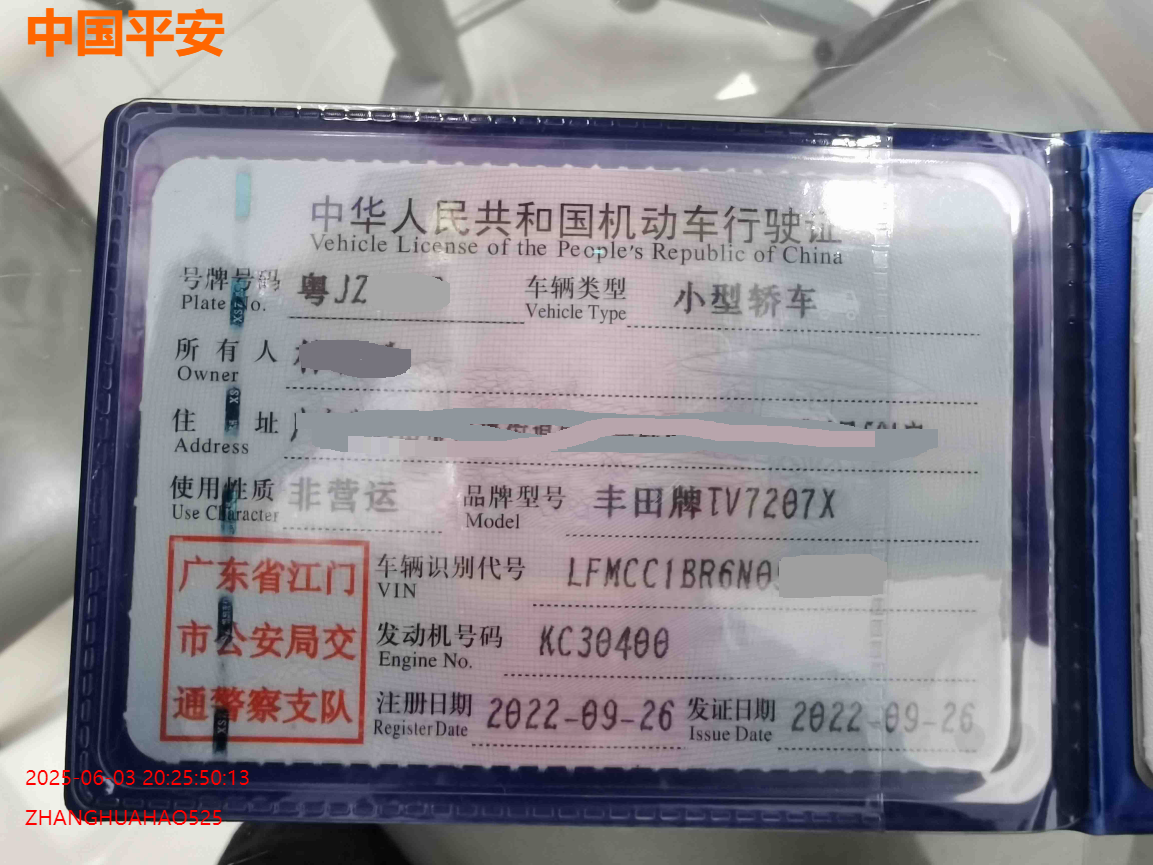 中国平安
中华人民共和国机动车行驶证
Vehicle License of the People's Republic of China
号牌号码 粤JZ 车辆类型 小型轿车
Plate No. Vehicle Type
所有人
Owner
住址
Address
使用性质 非营运 品牌型号 丰田牌TV7207X
Use Character Model
广东省江门 车辆识别代号 LFMCC1BR6N0
VIN
市公安局交 发动机号码 KC30400
Engine No.
通警察支队 注册日期 2022-09-26 发证日期 2022-09-26
Register Date Issue Date
2025-06-03 20:25:50:13
ZHANGHUAHAO525